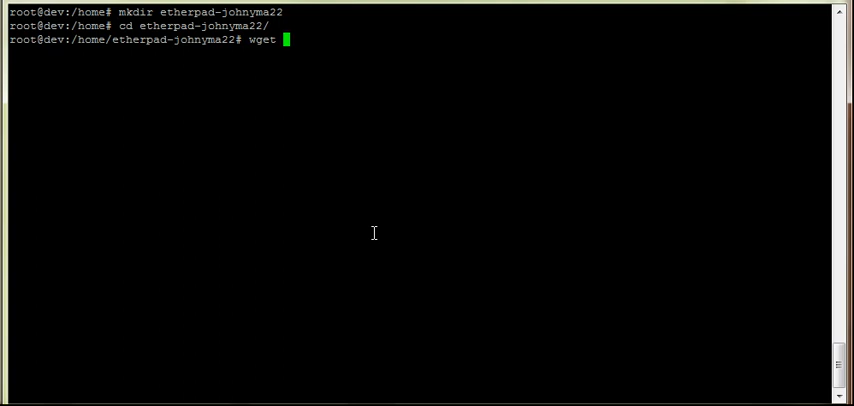 root@dev:/home# mkdir etherpad-johnyma22
root@dev:/home# cd etherpad-johnyma22/
root@dev:/home/etherpad-johnyma22# wget